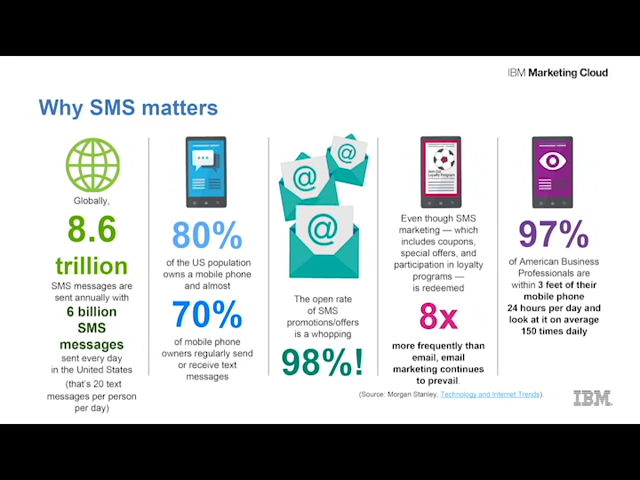 IBM Marketing Cloud
Why SMS matters
Globally,
8.6
trillion
SMS messages are
sent annually with
6 billion
SMS
messages
sent every day
in the United States
(that's 20 text
messages per person
per day)
80%
of the US population
owns a mobile phone
and almost
70%
of mobile phone
owners regularly send
or receive text
messages
@
@
@
The open rate
of SMS
promotions/offers
is a whopping
98%!
Even though SMS
marketing — which
includes coupons,
special offers, and
participation in loyalty
programs —
is redeemed
8x
more frequently than
email, email
marketing continues
to prevail.
97%
of American Business
Professionals are
within 3 feet of their
mobile phone
24 hours per day and
look at it on average
150 times daily
(Source: Morgan Stanley, Technology and Internet Trends).
IBM